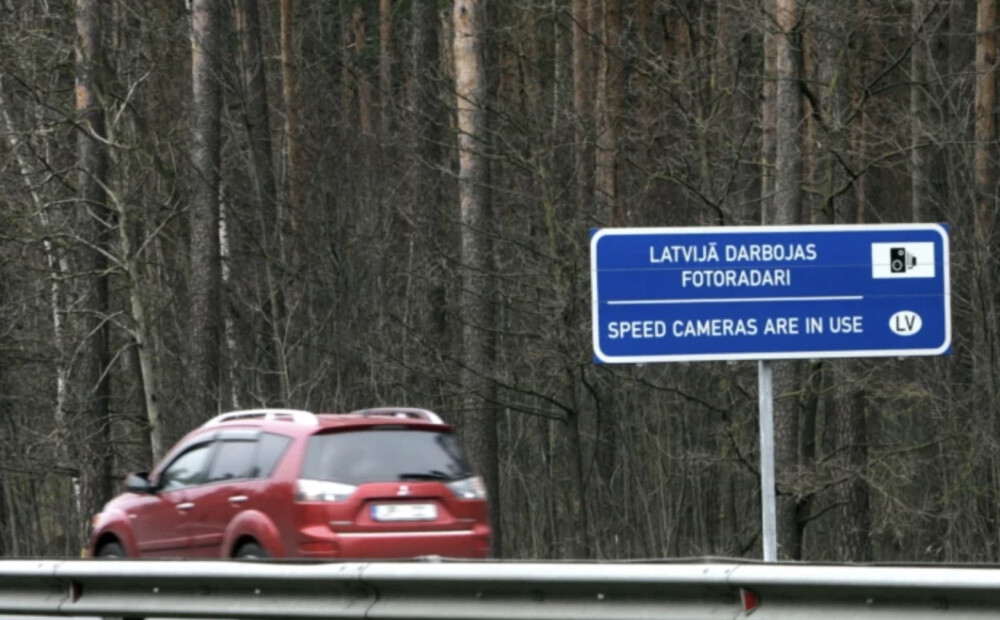 LATVIJĀ DARBOJAS
FOTORADARI
SPEED CAMERAS ARE IN USE
LV